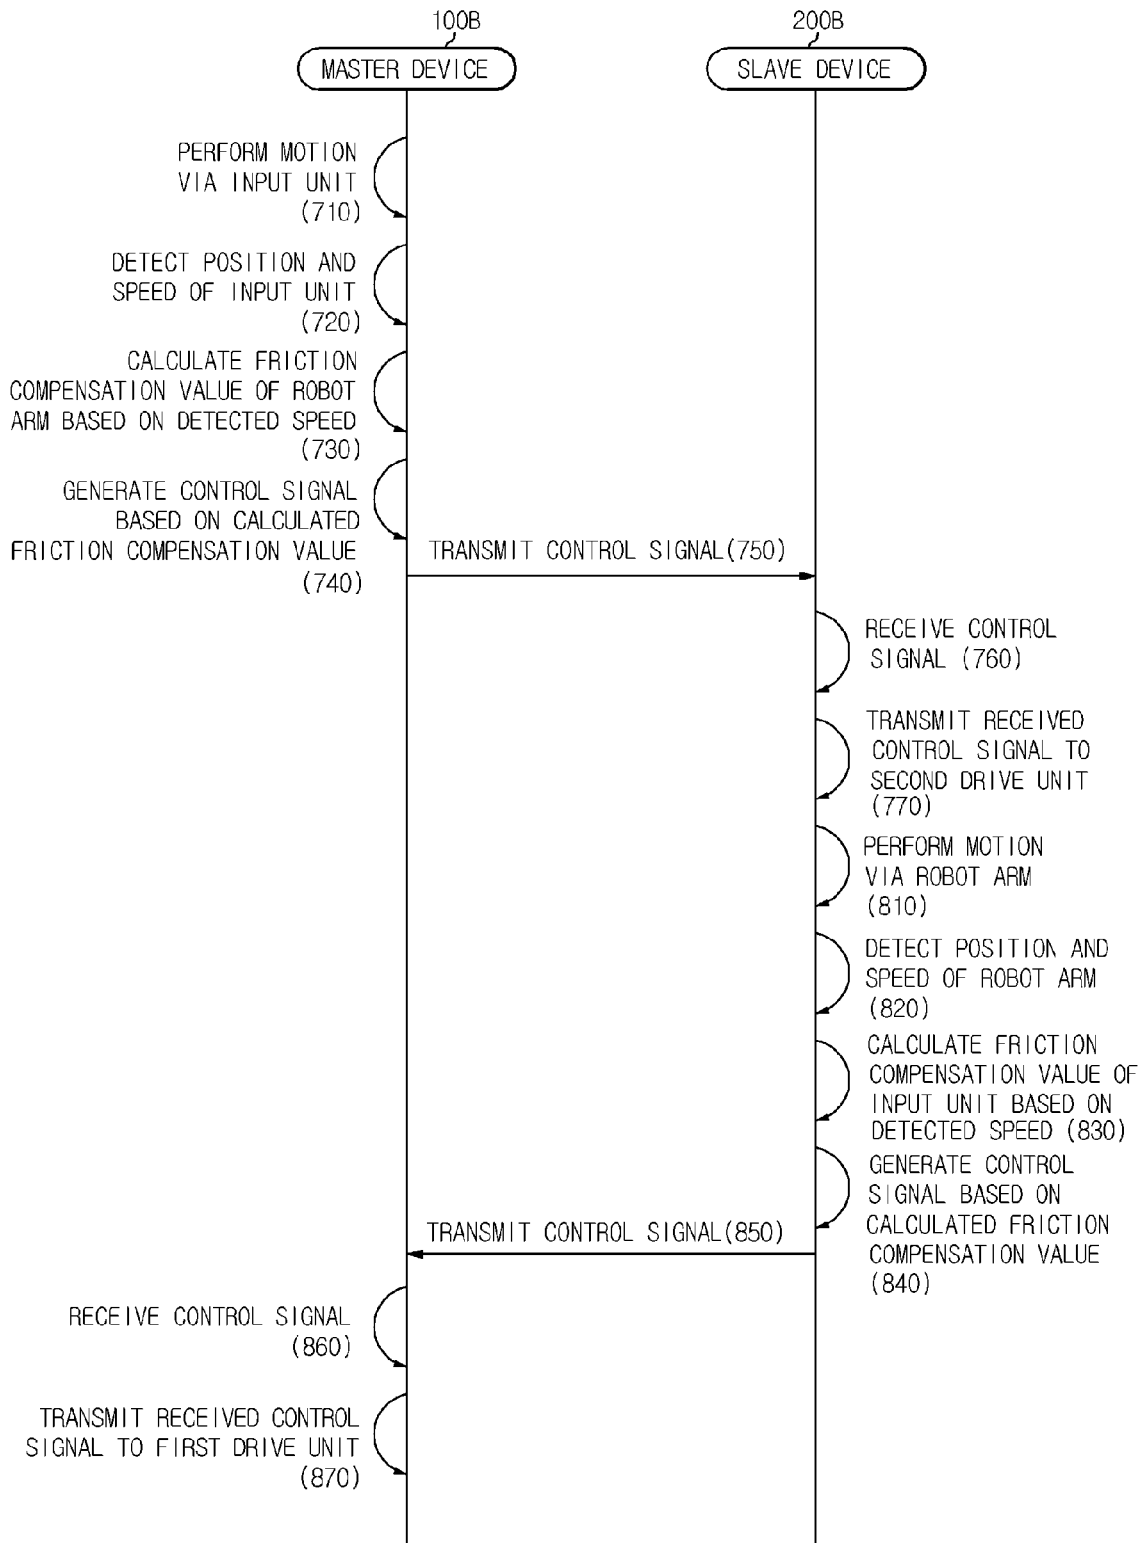 100B
200B
MASTER DEVICE
SLAVE DEVICE
PERFORM MOTION
VIA INPUT UNIT
(710)
DETECT POSITION AND
SPEED OF INPUT UNIT
(720)
CALCULATE FRICTION
COMPENSATION VALUE OF ROBOT
ARM BASED ON DETECTED SPEED
(730)
GENERATE CONTROL SIGNAL
BASED ON CALCULATED
FRICTION COMPENSATION VALUE
(740)
TRANSMIT CONTROL SIGNAL(750)
RECEIVE CONTROL
SIGNAL (760)
TRANSMIT RECEIVED
CONTROL SIGNAL TO
SECOND DRIVE UNIT
(770)
PERFORM MOTION
VIA ROBOT ARM
(810)
DETECT POSITION AND
SPEED OF ROBOT ARM
(820)
CALCULATE FRICTION
COMPENSATION VALUE OF
INPUT UNIT BASED ON
DETECTED SPEED (830)
GENERATE CONTROL
SIGNAL BASED ON
CALCULATED FRICTION
COMPENSATION VALUE
(840)
TRANSMIT CONTROL SIGNAL(850)
RECEIVE CONTROL SIGNAL
(860)
TRANSMIT RECEIVED CONTROL
SIGNAL TO FIRST DRIVE UNIT
(870)